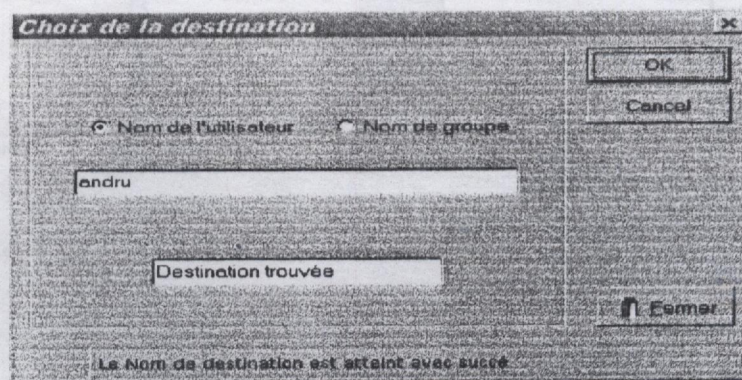 Choix de la destination
OK
Cancel
Nom de l'utilisateur Nom de groupe
andru
Destination trouvée
Fermer
Le Nom de destination est atteint avec succé